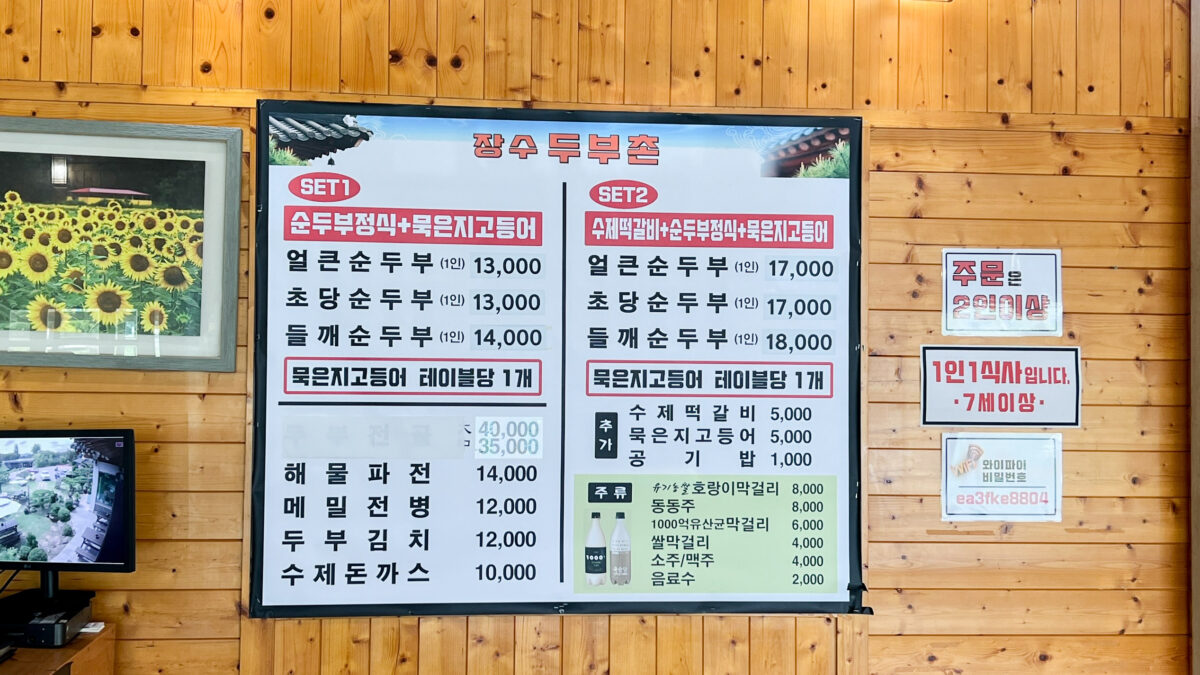 장수 두부촌
SET1
순두부정식+묵은지고등어
얼큰순두부 (1인) 13,000
초당순두부 (1인) 13,000
들깨순두부 (1인) 14,000
묵은지고등어 테이블당 1개
40,000
35,000
해물파전 14,000
메밀전병 12,000
두부김치 12,000
수제돈까스 10,000
SET2
수제떡갈비+순두부정식+묵은지고등어
얼큰순두부 (1인) 17,000
초당순두부 (1인) 17,000
들깨순두부 (1인) 18,000
묵은지고등어 테이블당 1개
추가
수제떡갈비 5,000
묵은지고등어 5,000
공기밥 1,000
주류
유기농쌀호랑이막걸리 8,000
동동주 8,000
1000억유산균막걸리 6,000
쌀막걸리 4,000
소주/맥주 4,000
음료수 2,000
주문은
2인이상
1인1식사입니다.
·7세이상·
WiFi 와이파이
비밀번호
ea3fke8804